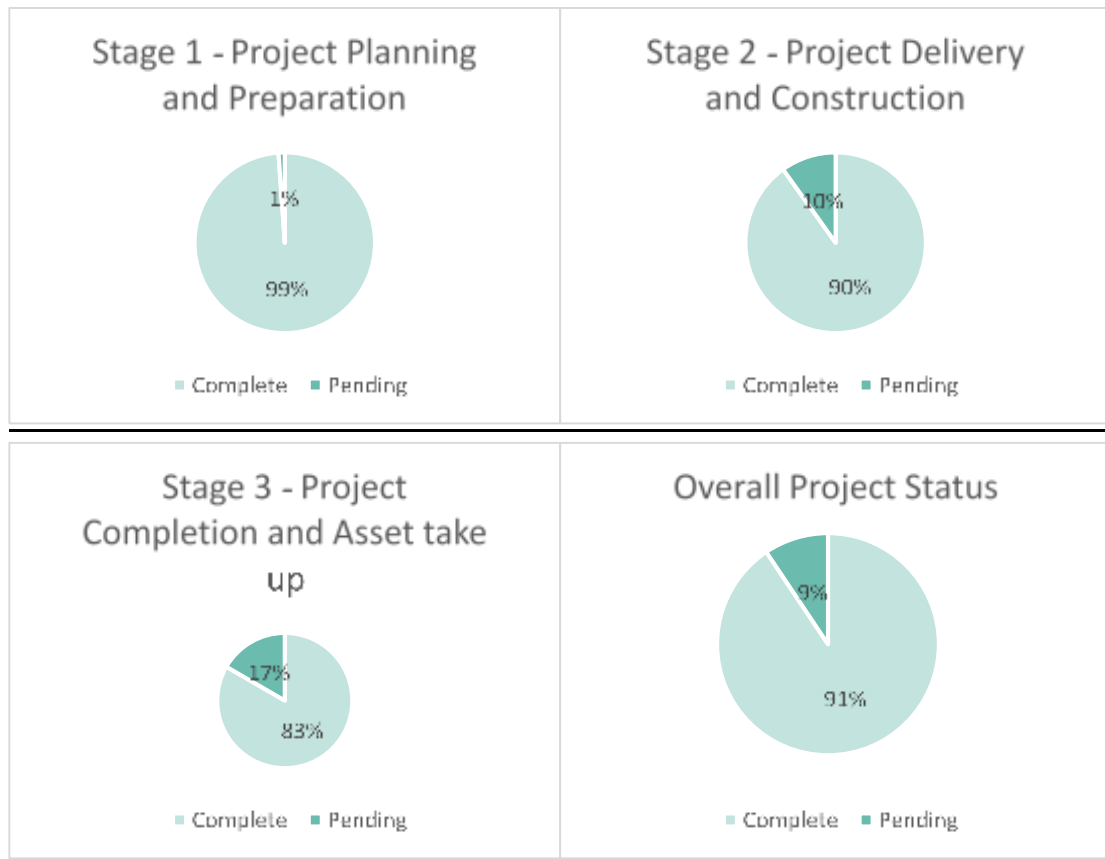 Stage 1 - Project Planning
and Preparation
1%
99%
Complete Pending
Stage 2 - Project Delivery
and Construction
10%
90%
Complete Pending
Stage 3 - Project
Completion and Asset take
up
17%
83%
Complete Pending
Overall Project Status
9%
91%
Complete Pending